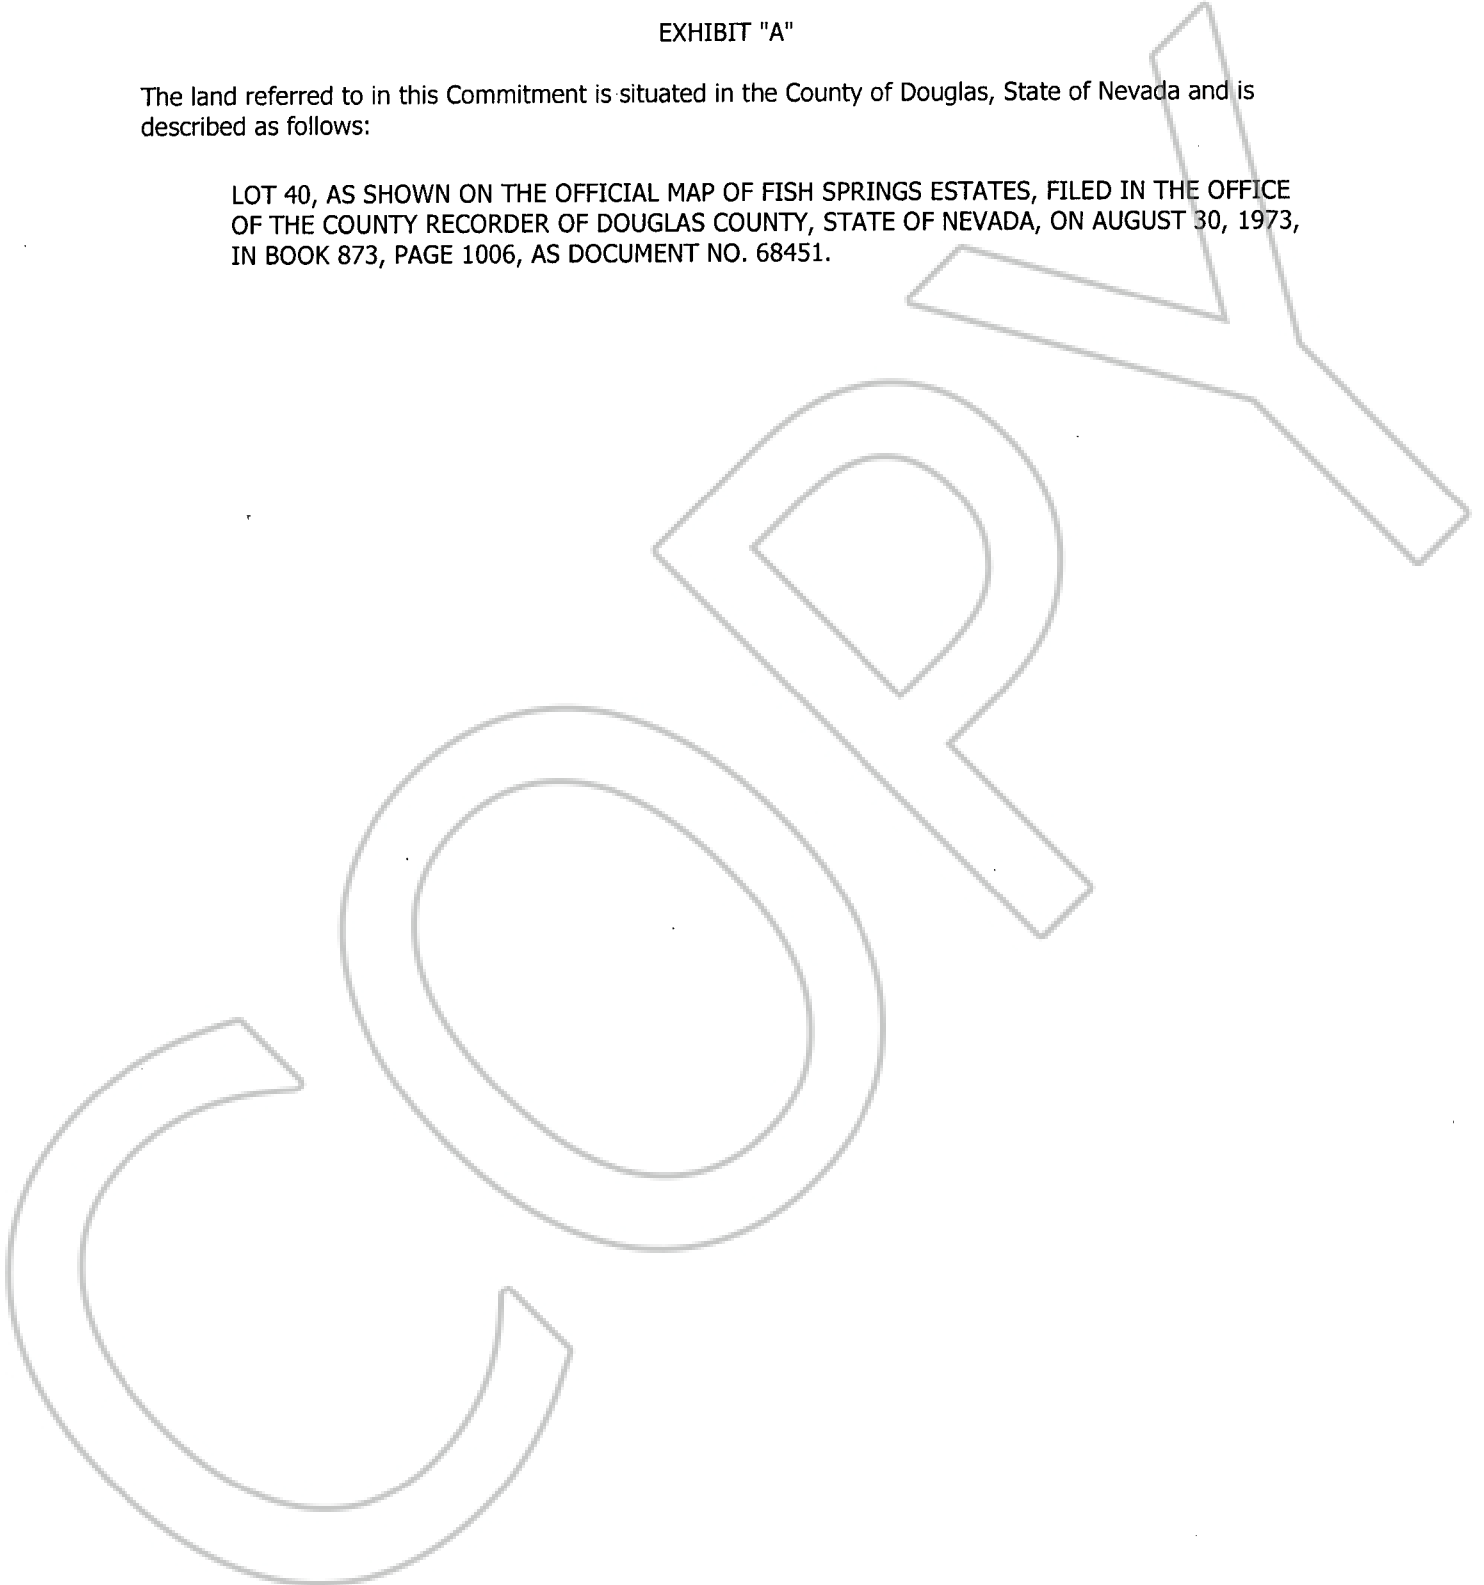 EXHIBIT "A"
The land referred to in this Commitment is situated in the County of Douglas, State of Nevada and is
described as follows:
LOT 40, AS SHOWN ON THE OFFICIAL MAP OF FISH SPRINGS ESTATES, FILED IN THE OFFICE
OF THE COUNTY RECORDER OF DOUGLAS COUNTY, STATE OF NEVADA, ON AUGUST 30, 1973,
IN BOOK 873, PAGE 1006, AS DOCUMENT NO. 68451.
COPY